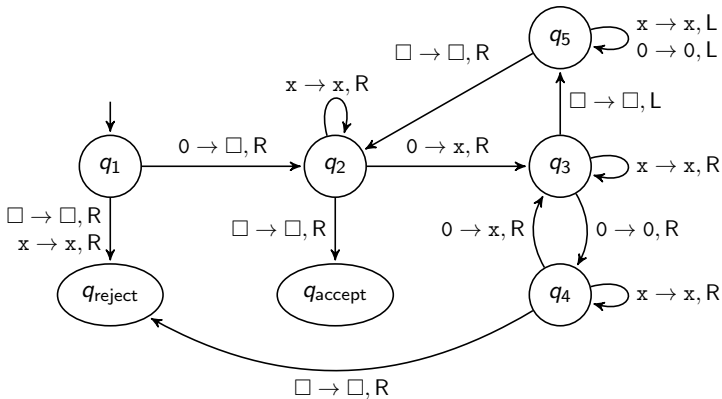 q5
x → x, L
0 → 0, L
□ → □, R
x → x, R
□ → □, L
q1
0 → □, R
q2
0 → x, R
q3
x → x, R
□ → □, R
x → x, R
□ → □, R
0 → x, R
0 → 0, R
qreject
qaccept
q4
x → x, R
□ → □, R